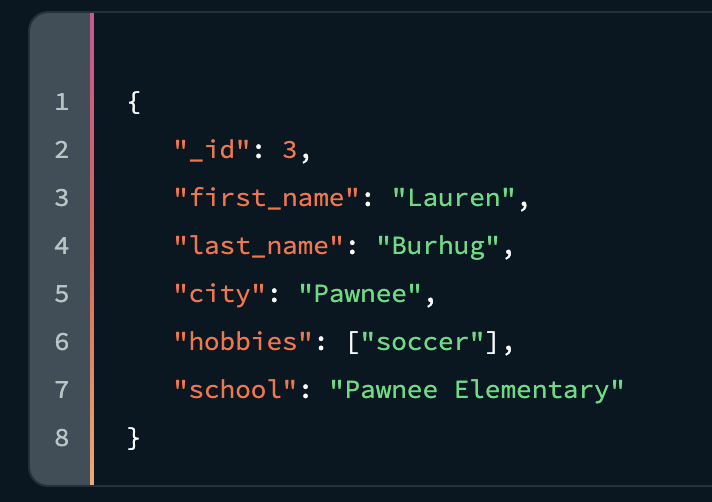 1 {
2 "_id": 3,
3 "first_name": "Lauren",
4 "last_name": "Burhug",
5 "city": "Pawnee",
6 "hobbies": ["soccer"],
7 "school": "Pawnee Elementary"
8 }